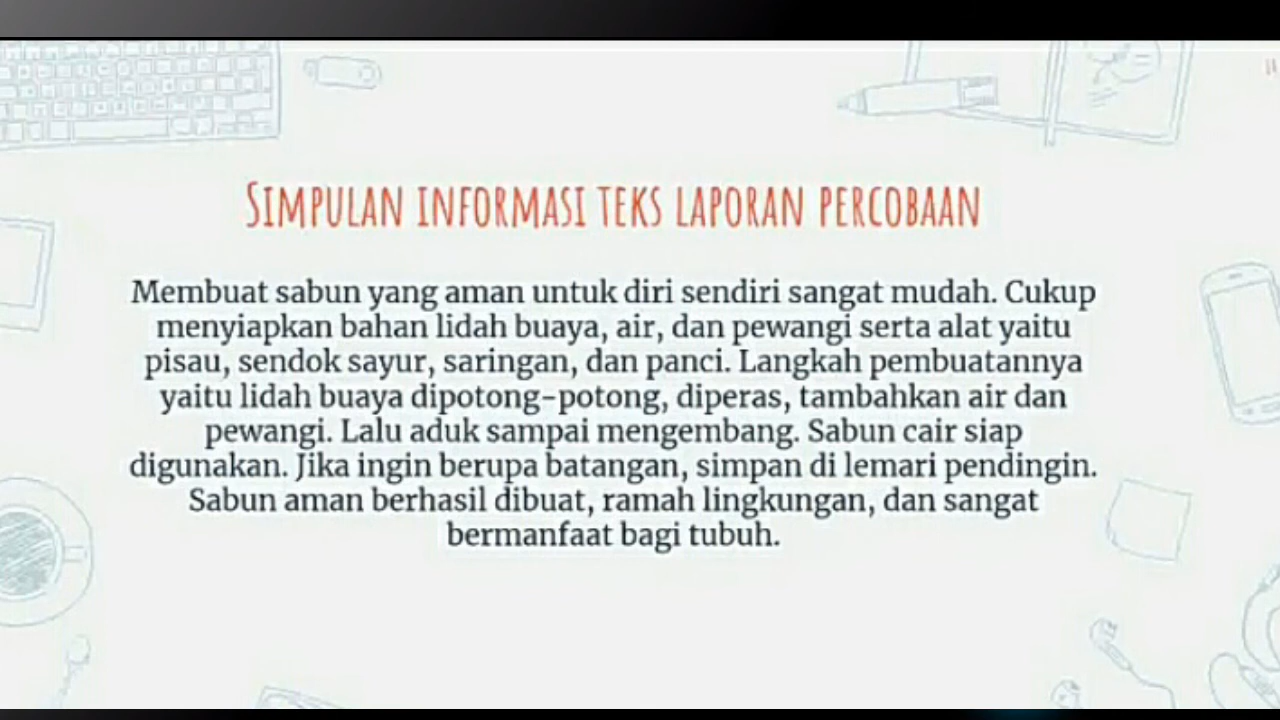 Simpulan informasi teks laporan percobaan
Membuat sabun yang aman untuk diri sendiri sangat mudah. Cukup
menyiapkan bahan lidah buaya, air, dan pewangi serta alat yaitu
pisau, sendok sayur, saringan, dan panci. Langkah pembuatannya
yaitu lidah buaya dipotong-potong, diperas, tambahkan air dan
pewangi. Lalu aduk sampai mengembang. Sabun cair siap
digunakan. Jika ingin berupa batangan, simpan di lemari pendingin.
Sabun aman berhasil dibuat, ramah lingkungan, dan sangat
bermanfaat bagi tubuh.